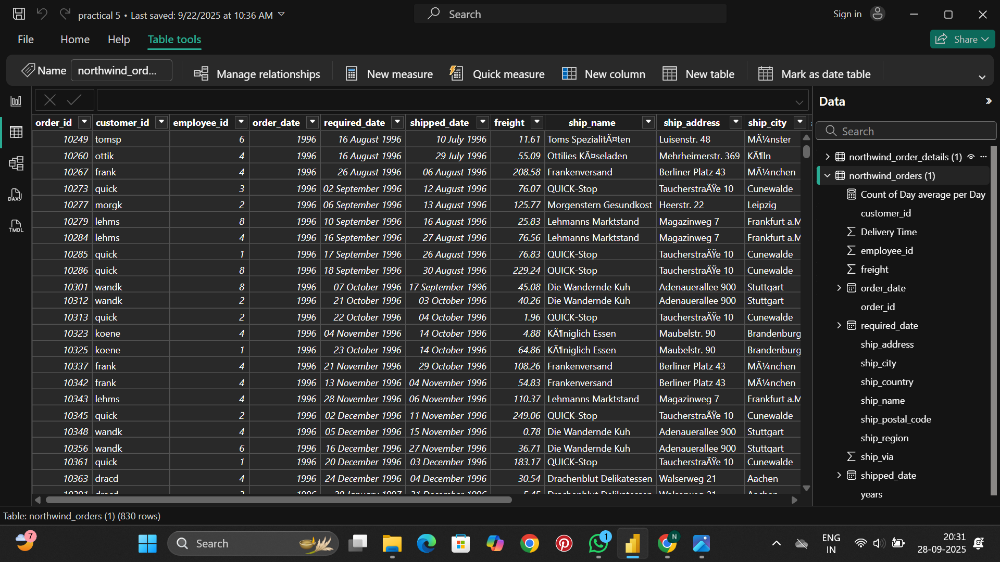 practical 5 • Last saved: 9/22/2025 at 10:36 AM
Search
Sign in
File Home Help Table tools
Share
Name northwind_ord...
Manage relationships
New measure
Quick measure
New column
New table
Mark as date table
DAX
TMDL
order_id customer_id employee_id order_date required_date shipped_date freight ship_name ship_address ship_city
10249 tomsp 6 1996 16 August 1996 10 July 1996 11.61 Toms SpezialitÃ¤ten Luisenstr. 48 MÃ¼nster
10260 ottik 4 1996 16 August 1996 29 July 1996 55.09 Ottilies KÃ¤seladen Mehrheimerstr. 369 KÃ¶ln
10267 frank 4 1996 26 August 1996 06 August 1996 208.58 Frankenversand Berliner Platz 43 MÃ¼nchen
10273 quick 3 1996 02 September 1996 12 August 1996 76.07 QUICK-Stop TaucherstraÃŸe 10 Cunewalde
10277 morgk 2 1996 06 September 1996 13 August 1996 125.77 Morgenstern Gesundkost Heerstr. 22 Leipzig
10279 lehms 8 1996 10 September 1996 16 August 1996 25.83 Lehmanns Marktstand Magazinweg 7 Frankfurt a.M
10284 lehms 4 1996 16 September 1996 27 August 1996 76.56 Lehmanns Marktstand Magazinweg 7 Frankfurt a.M
10285 quick 1 1996 17 September 1996 26 August 1996 76.83 QUICK-Stop TaucherstraÃŸe 10 Cunewalde
10286 quick 8 1996 18 September 1996 30 August 1996 229.24 QUICK-Stop TaucherstraÃŸe 10 Cunewalde
10301 wandk 8 1996 07 October 1996 17 September 1996 45.08 Die Wandernde Kuh Adenauerallee 900 Stuttgart
10312 wandk 2 1996 21 October 1996 03 October 1996 40.26 Die Wandernde Kuh Adenauerallee 900 Stuttgart
10313 quick 2 1996 22 October 1996 04 October 1996 1.96 QUICK-Stop TaucherstraÃŸe 10 Cunewalde
10323 koene 4 1996 04 November 1996 14 October 1996 4.88 KÃ¶niglich Essen Maubelstr. 90 Brandenburg
10325 koene 1 1996 23 October 1996 14 October 1996 64.86 KÃ¶niglich Essen Maubelstr. 90 Brandenburg
10337 frank 4 1996 21 November 1996 29 October 1996 108.26 Frankenversand Berliner Platz 43 MÃ¼nchen
10342 frank 4 1996 13 November 1996 04 November 1996 54.83 Frankenversand Berliner Platz 43 MÃ¼nchen
10343 lehms 4 1996 28 November 1996 06 November 1996 110.37 Lehmanns Marktstand Magazinweg 7 Frankfurt a.M
10345 quick 2 1996 02 December 1996 11 November 1996 249.06 QUICK-Stop TaucherstraÃŸe 10 Cunewalde
10348 wandk 4 1996 05 December 1996 15 November 1996 0.78 Die Wandernde Kuh Adenauerallee 900 Stuttgart
10356 wandk 6 1996 16 December 1996 27 November 1996 36.71 Die Wandernde Kuh Adenauerallee 900 Stuttgart
10361 quick 1 1996 20 December 1996 03 December 1996 183.17 QUICK-Stop TaucherstraÃŸe 10 Cunewalde
10363 dracd 4 1996 24 December 1996 04 December 1996 30.54 Drachenblut Delikatessen Walserweg 21 Aachen
Data
Search
northwind_order_details (1)
northwind_orders (1)
Count of Day average per Day
customer_id
Delivery Time
employee_id
freight
order_date
order_id
required_date
ship_address
ship_city
ship_country
ship_name
ship_postal_code
ship_region
ship_via
shipped_date
years
Table: northwind_orders (1) (830 rows)
7
Search
1
N
ENG
IN
20:31
28-09-2025